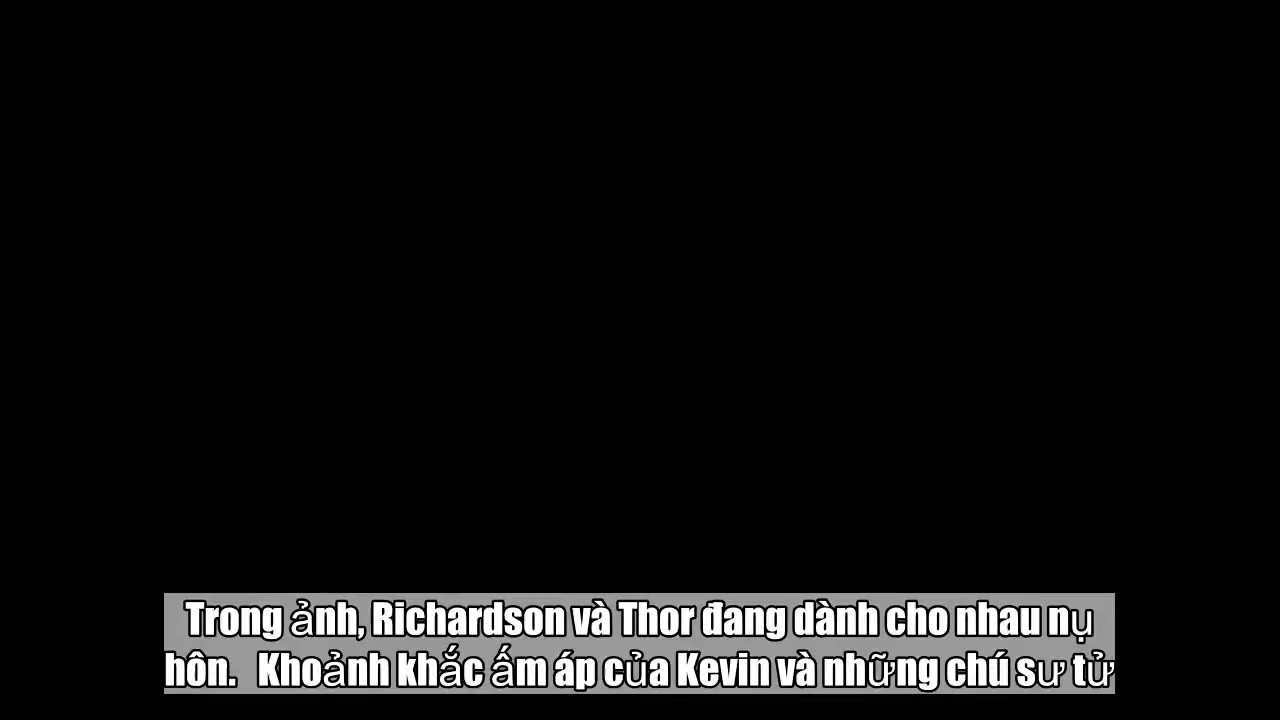 Trong ảnh, Richardson và Thor đang dành cho nhau nụ
hôn. Khoảnh khắc ấm áp của Kevin và những chú sư tử